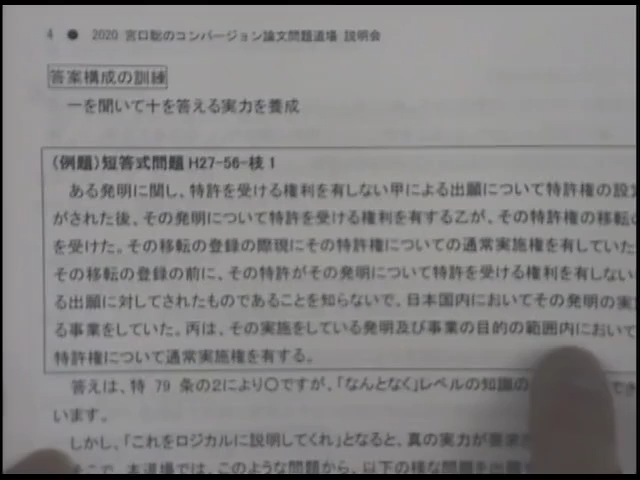 4 ● 2020 宮口聡のコンバージョン論文問題道場 説明会
答案構成の訓練
一を聞いて十を答える実力を養成
（例題）短答式問題H27-56-枝1
ある発明に関し、特許を受ける権利を有しない甲による出願について特許権の設定
がされた後、その発明について特許を受ける権利を有する乙が、その特許権の移転の
を受けた。その移転の登録の際現にその特許権についての通常実施権を有していた
その移転の登録の前に、その特許がその発明について特許を受ける権利を有しない
る出願に対してされたものであることを知らないで、日本国内においてその発明の実
る事業をしていた。丙は、その実施をしている発明及び事業の目的の範囲内において
特許権について通常実施権を有する。
答えは、特 79 条の2により○ですが、「なんとなく」レベルの知識の
います。
しかし、「これをロジカルに説明してくれ」となると、真の実力が要求
そこで、本道場では、このような問題から、以下の様な問題を出題